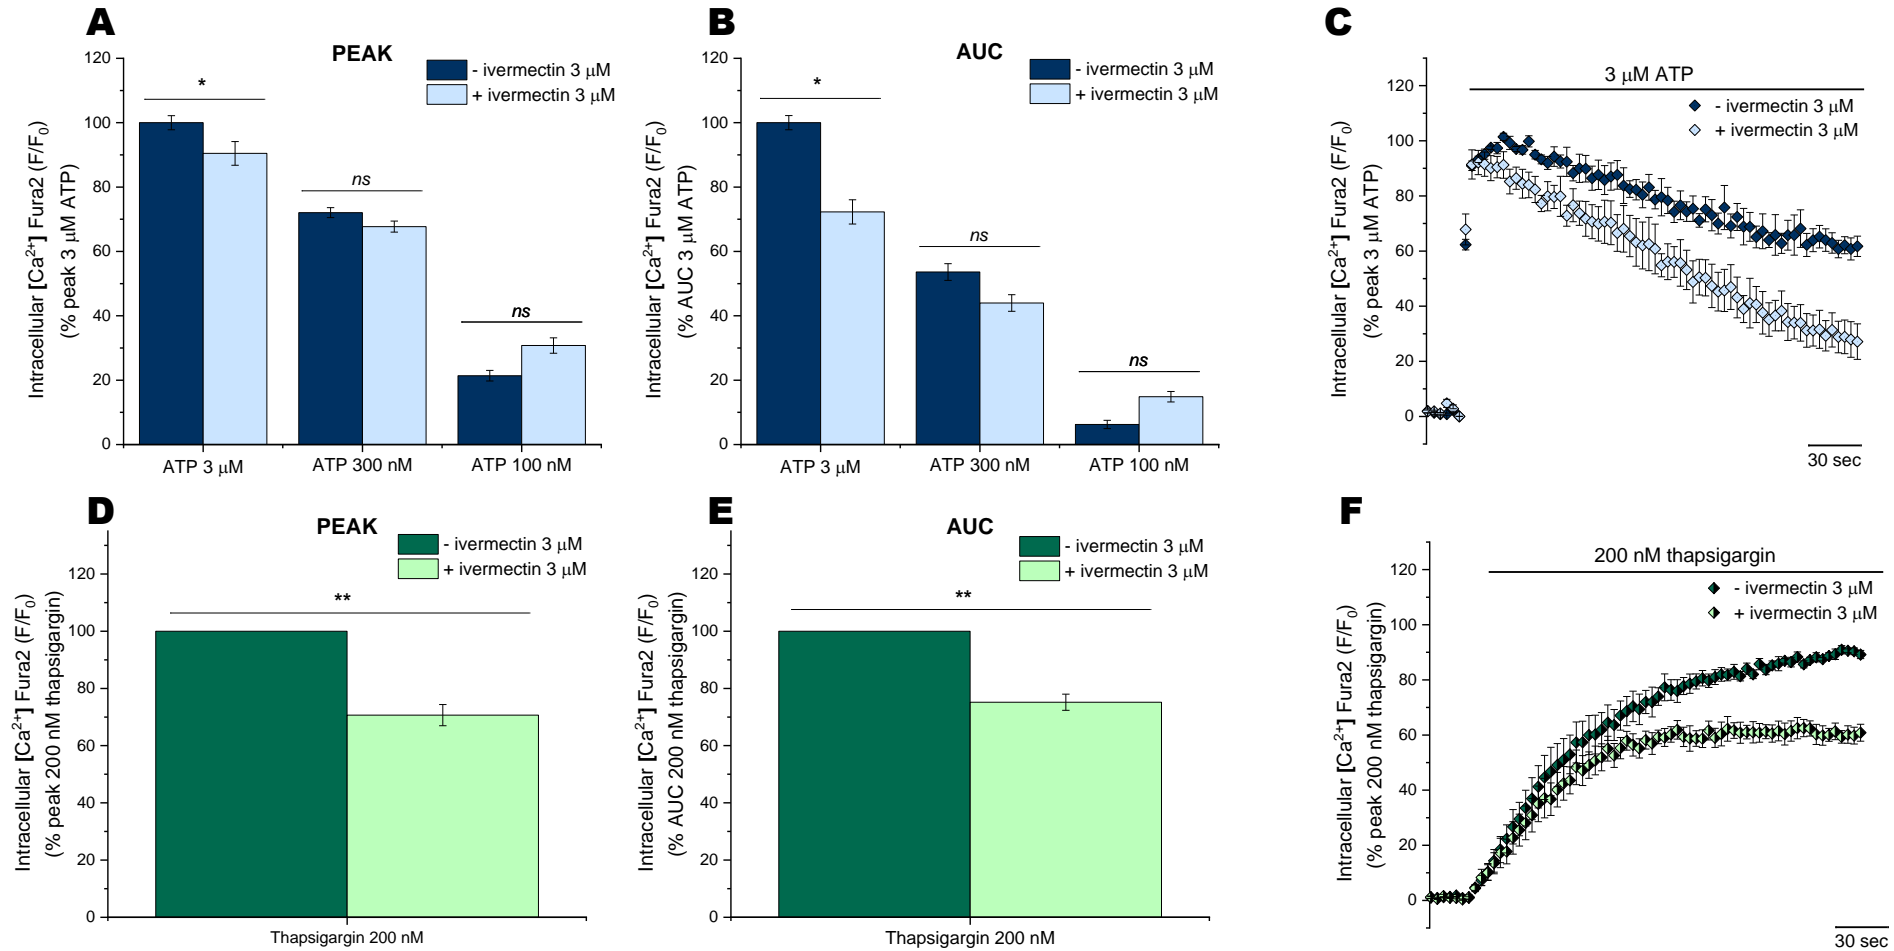 A
PEAK
- ivermectin 3 μM
+ ivermectin 3 μM
Intracellular [Ca²⁺] Fura2 (F/F₀)
(% peak 3 μM ATP)
120
100
80
60
40
20
0
*
ns
ns
ATP 3 μM
ATP 300 nM
ATP 100 nM
B
AUC
- ivermectin 3 μM
+ ivermectin 3 μM
Intracellular [Ca²⁺] Fura2 (F/F₀)
(% AUC 3 μM ATP)
120
100
80
60
40
20
0
*
ns
ns
ATP 3 μM
ATP 300 nM
ATP 100 nM
C
3 μM ATP
- ivermectin 3 μM
+ ivermectin 3 μM
Intracellular [Ca²⁺] Fura2 (F/F₀)
(% peak 3 μM ATP)
120
100
80
60
40
20
0
30 sec
D
PEAK
- ivermectin 3 μM
+ ivermectin 3 μM
Intracellular [Ca²⁺] Fura2 (F/F₀)
(% peak 200 nM thapsigargin)
120
100
80
60
40
20
0
**
Thapsigargin 200 nM
E
AUC
- ivermectin 3 μM
+ ivermectin 3 μM
Intracellular [Ca²⁺] Fura2 (F/F₀)
(% AUC 200 nM thapsigargin)
120
100
80
60
40
20
0
**
Thapsigargin 200 nM
F
200 nM thapsigargin
- ivermectin 3 μM
+ ivermectin 3 μM
Intracellular [Ca²⁺] Fura2 (F/F₀)
(% peak 200 nM thapsigargin)
120
100
80
60
40
20
0
30 sec